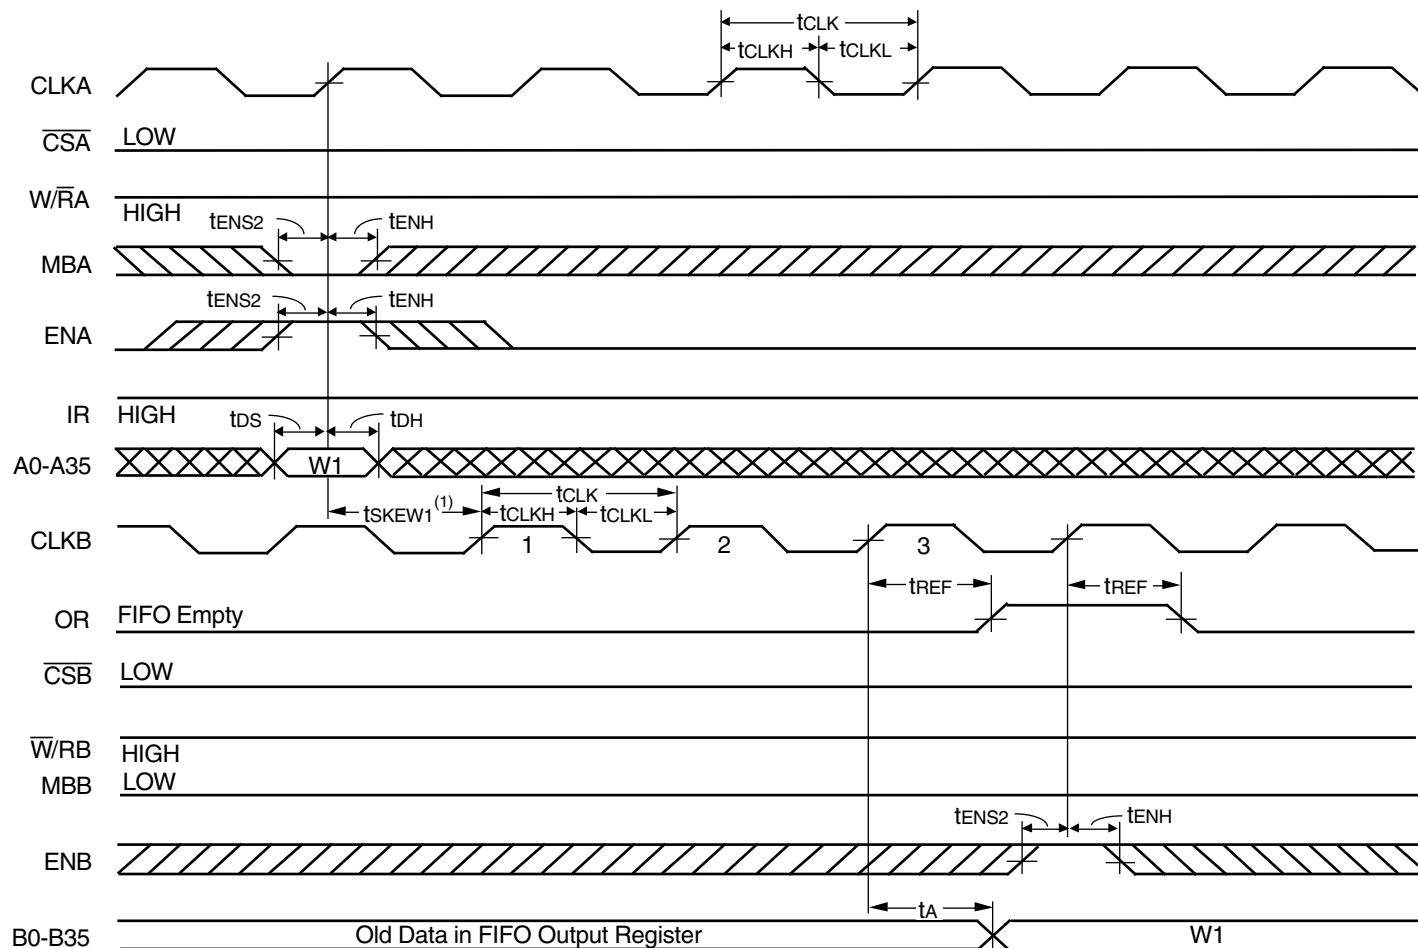 tCLK
tCLKH tCLKL
CLKA
CSA LOW
W/RA
HIGH
tENS2 tENH
MBA
tENS2 tENH
ENA
IR HIGH
tDS tDH
A0-A35 W1
tSKEW1(1) tCLK
tCLKH tCLKL
CLKB 1 2 3
tREF tREF
OR FIFO Empty
CSB LOW
W/RB HIGH
MBB LOW
tENS2 tENH
ENB
tA
B0-B35 Old Data in FIFO Output Register W1